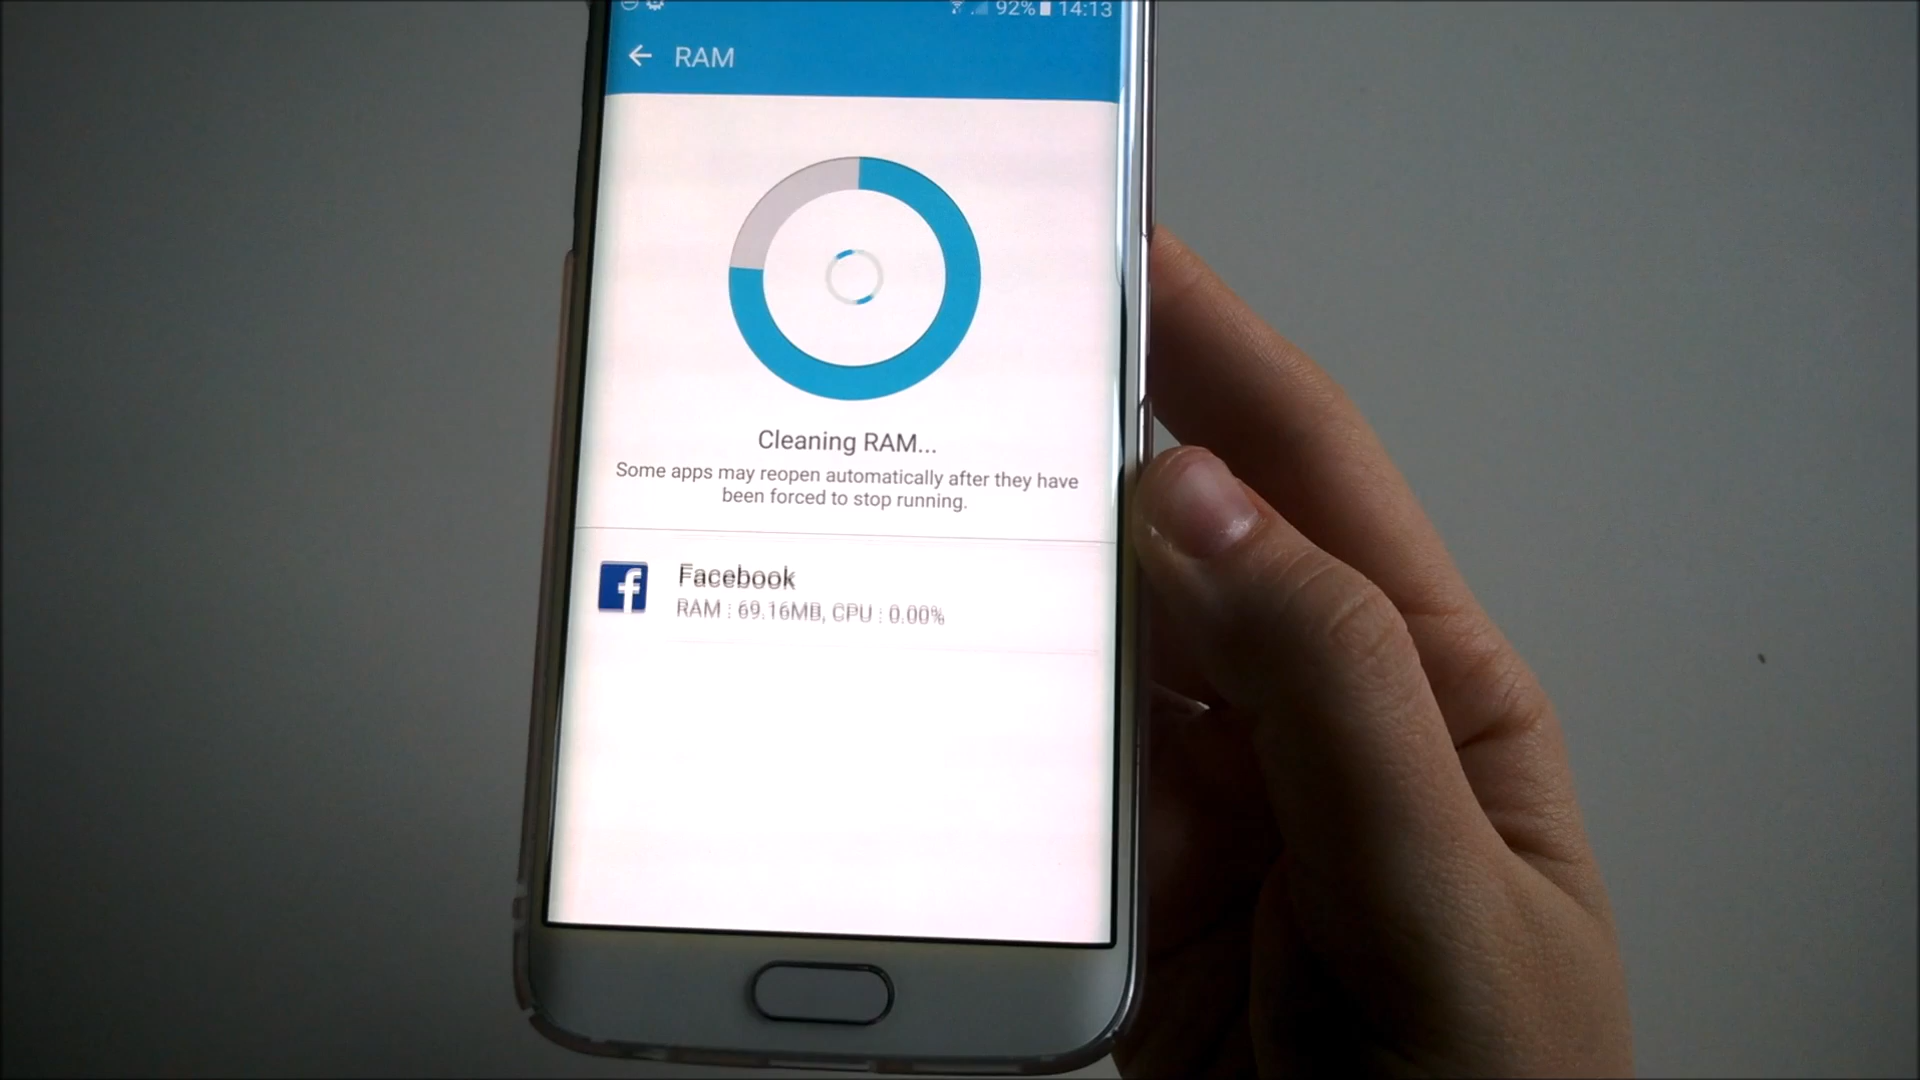 92% 14:13
RAM
Cleaning RAM...
Some apps may reopen automatically after they have
been forced to stop running.
Facebook
RAM : 69.16MB, CPU : 0.00%